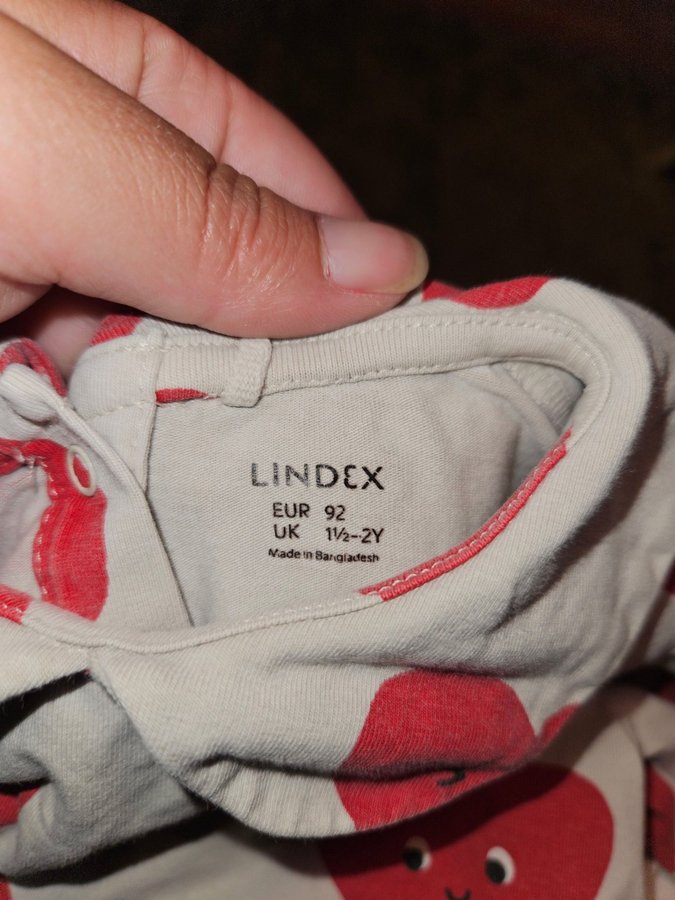 LINDEX
EUR 92
UK 1½-2Y
Made in Bangladesh